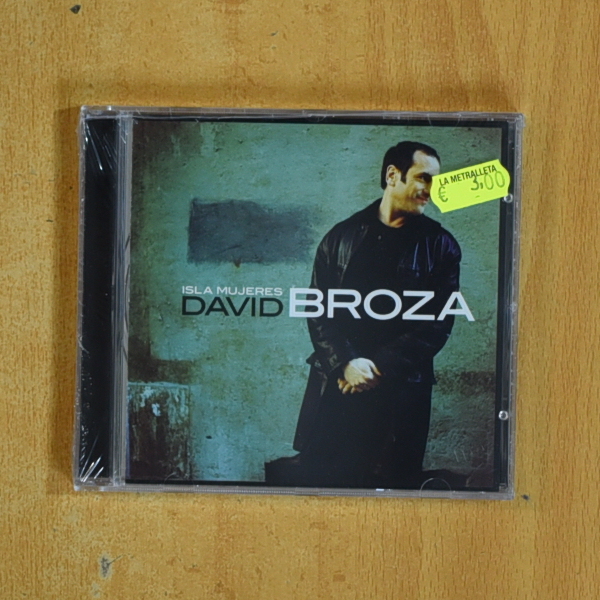 LA METRALLETA
€ 3,00
ISLA MUJERES
DAVID BROZA